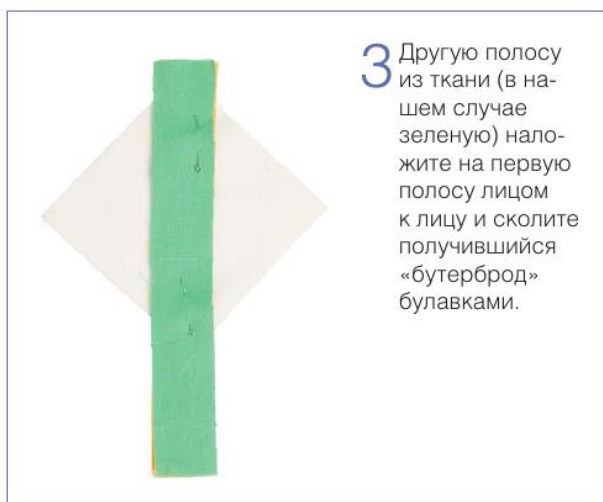 3 Другую полосу
из ткани (в на-
шем случае
зеленую) нало-
жите на первую
полосу лицом
к лицу и сколите
получившийся
«бутерброд»
булавками.